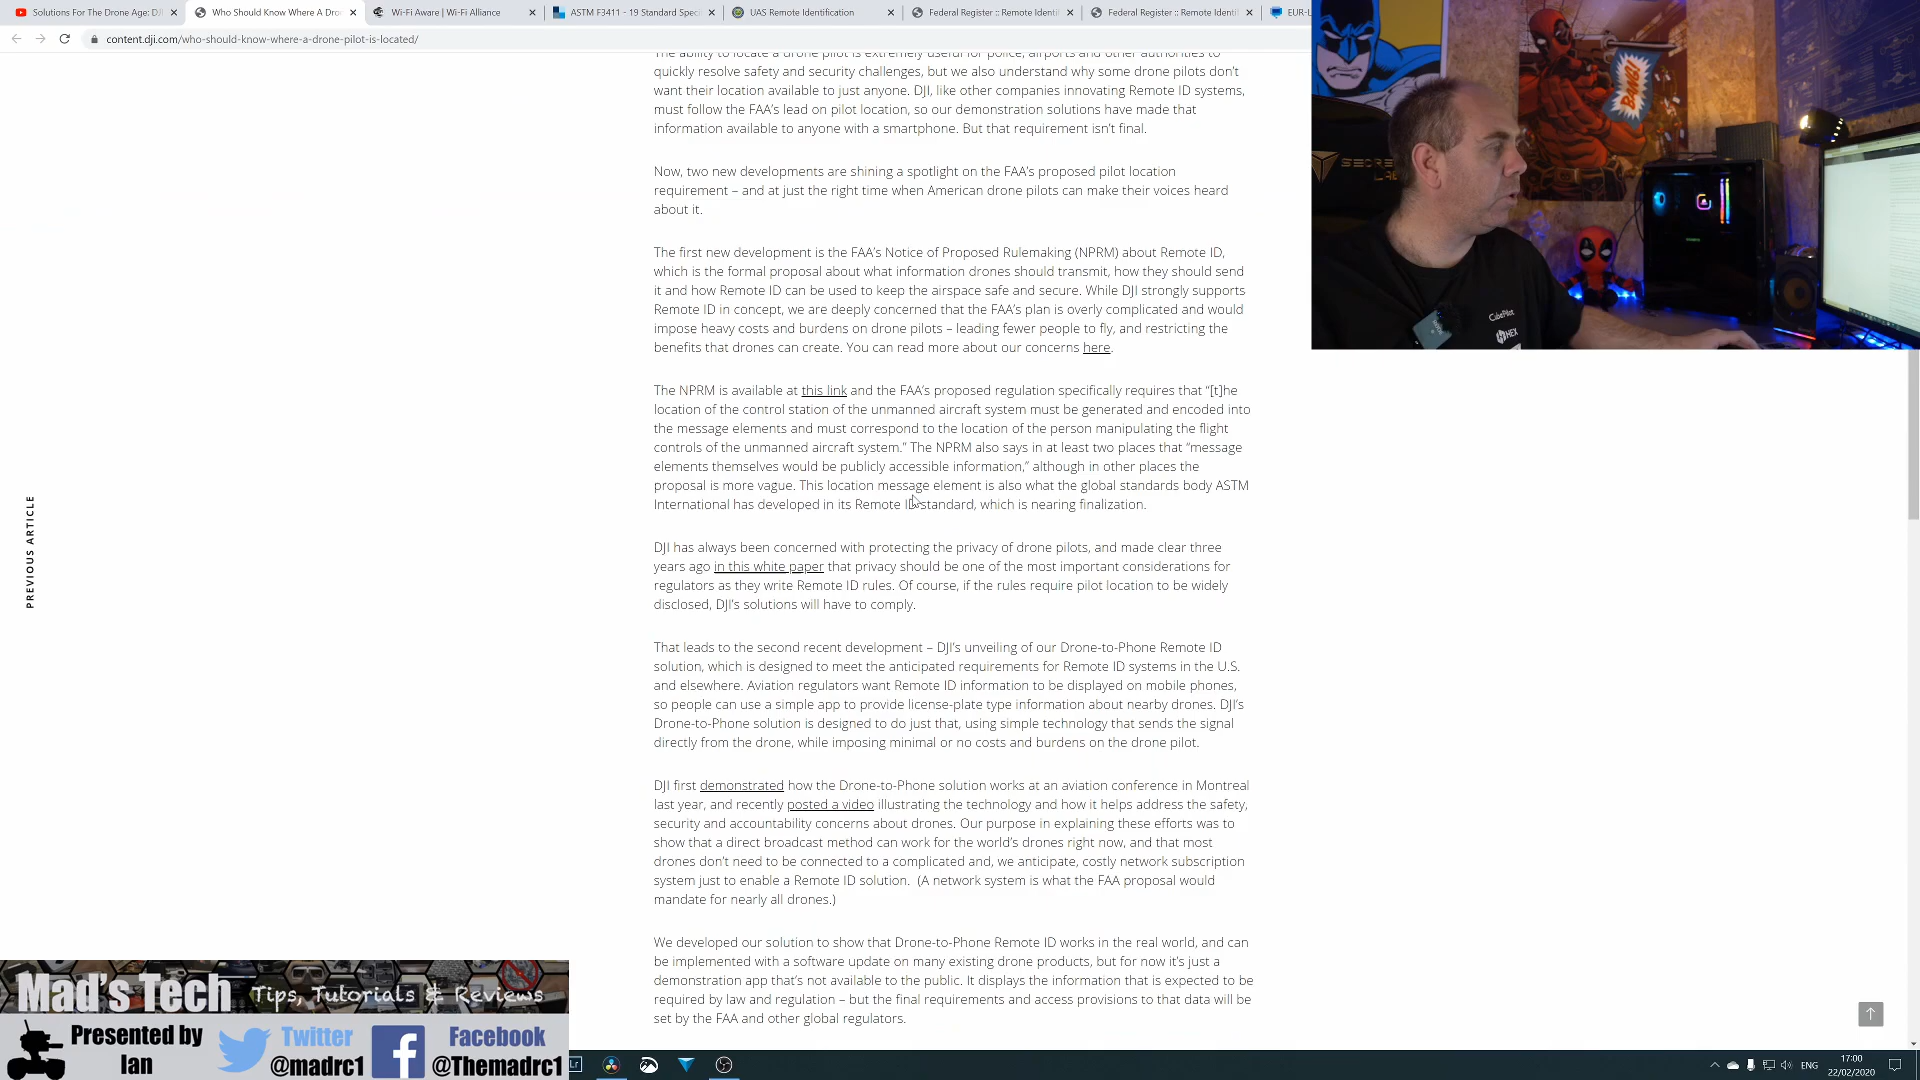 Solutions For The Drone Age: DJ
Who Should Know Where A Dro
Wi-Fi Aware | Wi-Fi Alliance
ASTM F3411 - 19 Standard Speci
UAS Remote Identification
Federal Register :: Remote Identi
Federal Register :: Remote Identi
EUR-L
content.dji.com/who-should-know-where-a-drone-pilot-is-located/
The ability to locate a drone pilot is extremely useful for police, airports and other authorities to
quickly resolve safety and security challenges, but we also understand why some drone pilots don't
want their location available to just anyone. DJI, like other companies innovating Remote ID systems,
must follow the FAA's lead on pilot location, so our demonstration solutions have made that
information available to anyone with a smartphone. But that requirement isn't final.
Now, two new developments are shining a spotlight on the FAA's proposed pilot location
requirement – and at just the right time when American drone pilots can make their voices heard
about it.
The first new development is the FAA's Notice of Proposed Rulemaking (NPRM) about Remote ID,
which is the formal proposal about what information drones should transmit, how they should send
it and how Remote ID can be used to keep the airspace safe and secure. While DJI strongly supports
Remote ID in concept, we are deeply concerned that the FAA's plan is overly complicated and would
impose heavy costs and burdens on drone pilots – leading fewer people to fly, and restricting the
benefits that drones can create. You can read more about our concerns here.
The NPRM is available at this link and the FAA's proposed regulation specifically requires that “[t]he
location of the control station of the unmanned aircraft system must be generated and encoded into
the message elements and must correspond to the location of the person manipulating the flight
controls of the unmanned aircraft system.” The NPRM also says in at least two places that “message
elements themselves would be publicly accessible information,” although in other places the
proposal is more vague. This location message element is also what the global standards body ASTM
International has developed in its Remote ID standard, which is nearing finalization.
DJI has always been concerned with protecting the privacy of drone pilots, and made clear three
years ago in this white paper that privacy should be one of the most important considerations for
regulators as they write Remote ID rules. Of course, if the rules require pilot location to be widely
disclosed, DJI's solutions will have to comply.
That leads to the second recent development – DJI's unveiling of our Drone-to-Phone Remote ID
solution, which is designed to meet the anticipated requirements for Remote ID systems in the U.S.
and elsewhere. Aviation regulators want Remote ID information to be displayed on mobile phones,
so people can use a simple app to provide license-plate type information about nearby drones. DJI's
Drone-to-Phone solution is designed to do just that, using simple technology that sends the signal
directly from the drone, while imposing minimal or no costs and burdens on the drone pilot.
DJI first demonstrated how the Drone-to-Phone solution works at an aviation conference in Montreal
last year, and recently posted a video illustrating the technology and how it helps address the safety,
security and accountability concerns about drones. Our purpose in explaining these efforts was to
show that a direct broadcast method can work for the world's drones right now, and that most
drones don't need to be connected to a complicated and, we anticipate, costly network subscription
system just to enable a Remote ID solution.  (A network system is what the FAA proposal would
mandate for nearly all drones.)
We developed our solution to show that Drone-to-Phone Remote ID works in the real world, and can
be implemented with a software update on many existing drone products, but for now it's just a
demonstration app that's not available to the public. It displays the information that is expected to be
required by law and regulation – but the final requirements and access provisions to that data will be
set by the FAA and other global regulators.
PREVIOUS ARTICLE
BANG!
CubePilot
HEX
Mad's Tech
Tips, Tutorials & Reviews
Presented by
Ian
Twitter
@madrc1
Facebook
@Themadrc1
Lr
ENG
17:00
22/02/2020